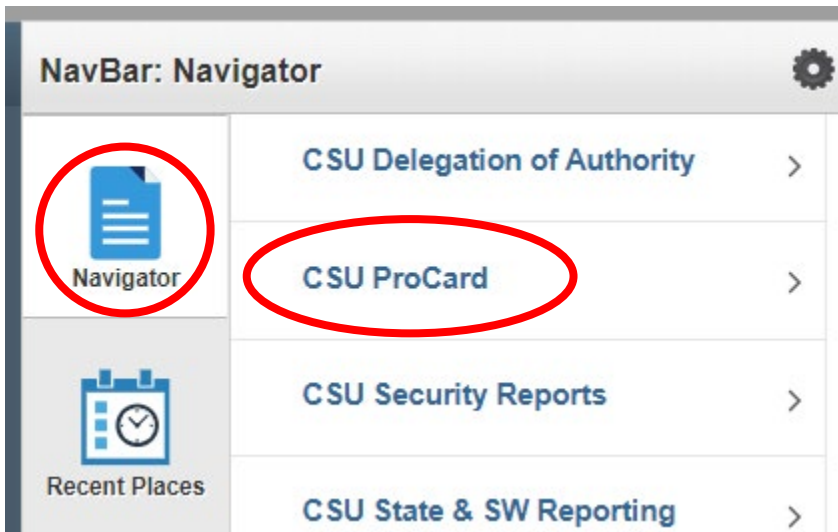 NavBar: Navigator
Navigator
Recent Places
CSU Delegation of Authority
CSU ProCard
CSU Security Reports
CSU State & SW Reporting